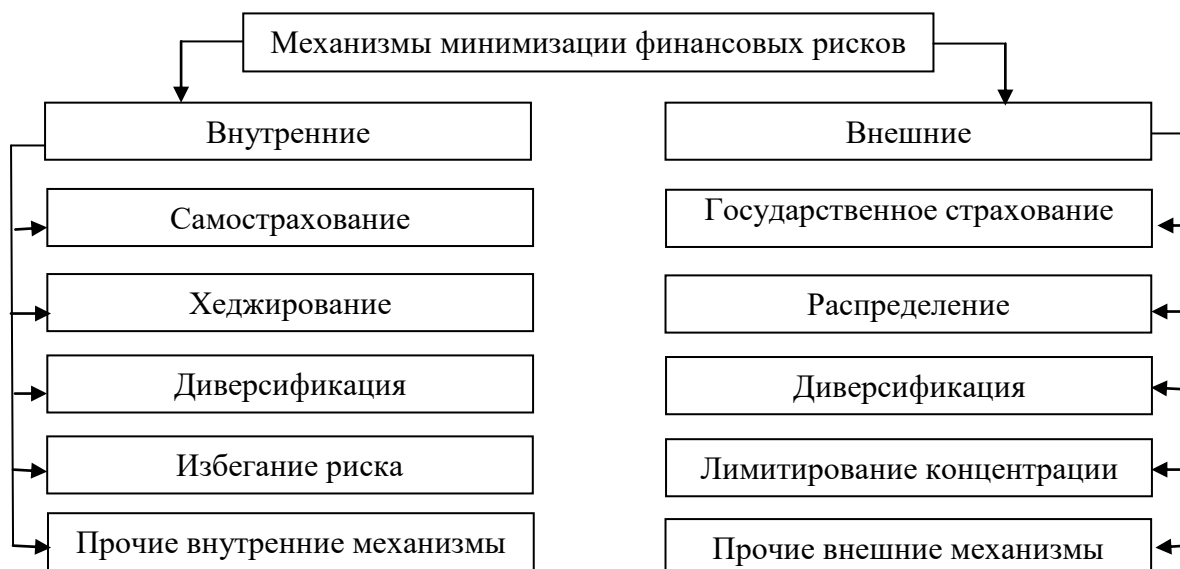 Механизмы минимизации финансовых рисков
Внутренние
Самострахование
Хеджирование
Диверсификация
Избегание риска
Прочие внутренние механизмы
Внешние
Государственное страхование
Распределение
Диверсификация
Лимитирование концентрации
Прочие внешние механизмы